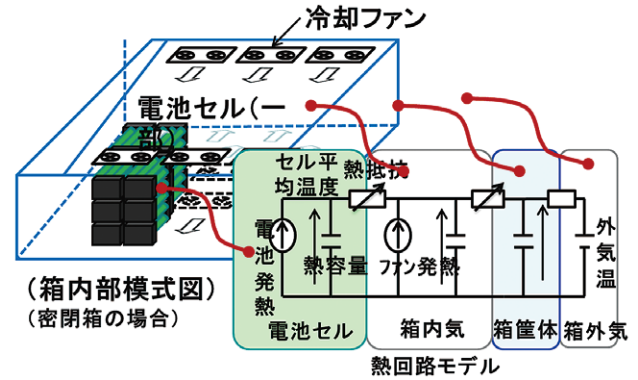 冷却ファン
電池セル(一
部)
セル平
均温度
熱抵抗
電池発熱
熱容量
ファン発熱
外気温
(箱内部模式図)
(密閉箱の場合)
電池セル
箱内気
箱筐体
箱外気
熱回路モデル